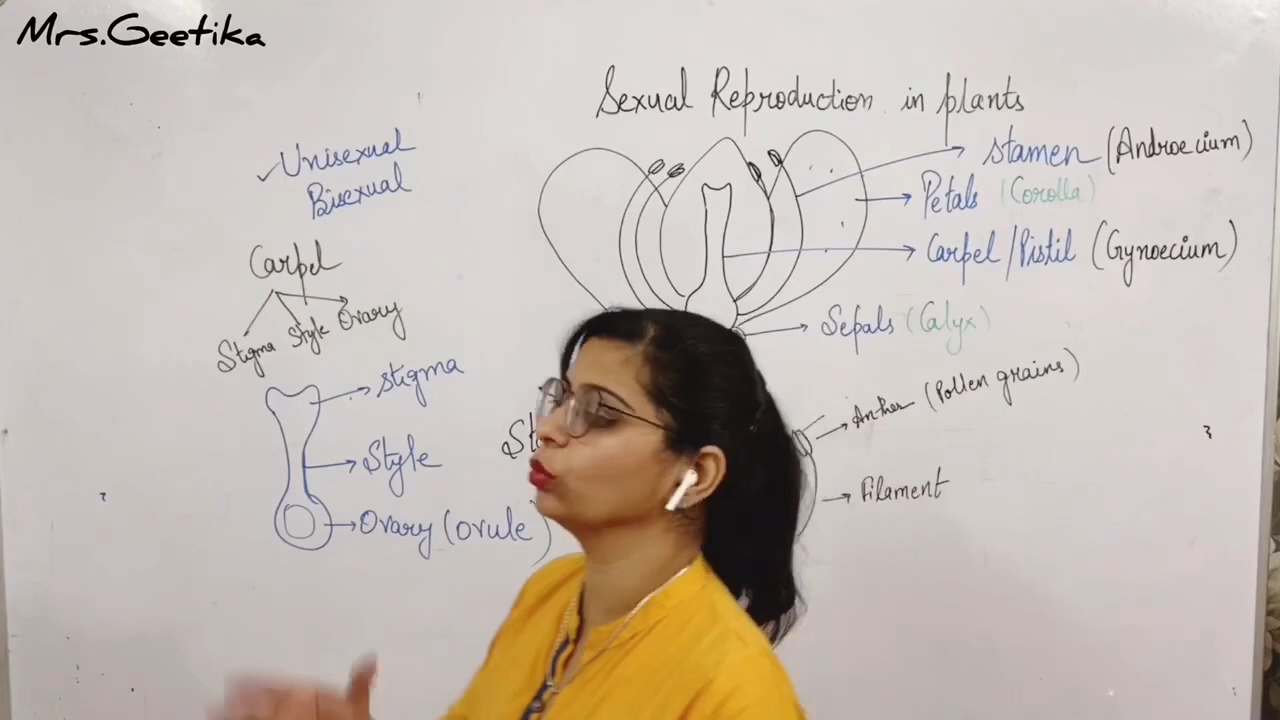 Mrs.Geetika
Sexual Reproduction in plants
Unisexual
Bisexual
Carpel
Stigma Style Ovary
stigma
Style
Ovary (ovule)
stamen (Androecium)
Petals (Corolla)
Carpel/Pistil (Gynoecium)
Sepals (Calyx)
St
Anther (Pollen grains)
Filament